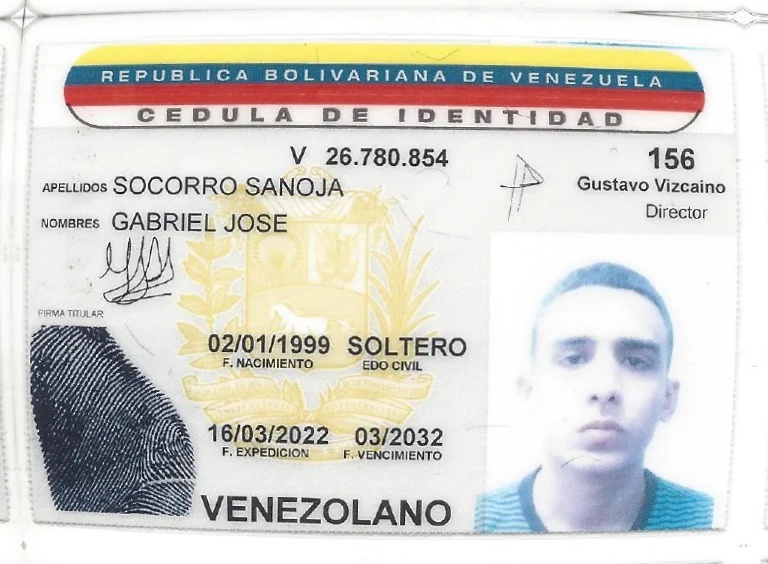 REPUBLICA BOLIVARIANA DE VENEZUELA
CEDULA DE IDENTIDAD
V 26.780.854
156
APELLIDOS SOCORRO SANOJA
Gustavo Vizcaino
Director
NOMBRES GABRIEL JOSE
FIRMA TITULAR
02/01/1999 SOLTERO
F. NACIMIENTO EDO CIVIL
16/03/2022 03/2032
F. EXPEDICION F. VENCIMIENTO
VENEZOLANO